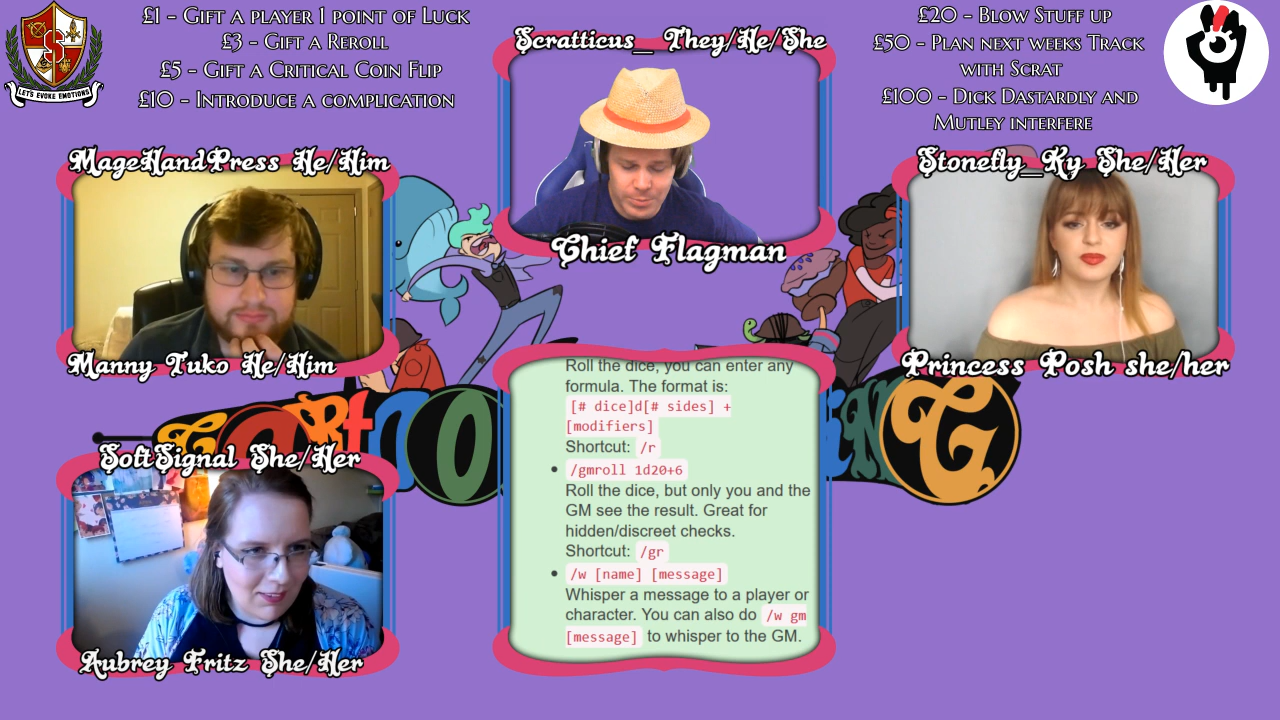 £1 - Gift a player 1 point of Luck
£3 - Gift a Reroll
£5 - Gift a Critical Coin Flip
£10 - Introduce a complication
LET'S EVOKE EMOTIONS
Scratticus_ They/He/She
Chief Flagman
£20 - Blow Stuff up
£50 - Plan next weeks Track
with Scrat
£100 - Dick Dastardly and
Mutley interfere
MageHandPress He/Him
Manny Tuko He/Him
Stonefly_Ky She/Her
Princess Posh she/her
SoftSignal She/Her
Aubrey Fritz She/Her
Roll the dice, you can enter any
formula. The format is:
[# dice]d[# sides] +
[modifiers]
Shortcut: /r
• /gmroll 1d20+6
Roll the dice, but only you and the
GM see the result. Great for
hidden/discreet checks.
Shortcut: /gr
• /w [name] [message]
Whisper a message to a player or
character. You can also do /w gm
[message] to whisper to the GM.